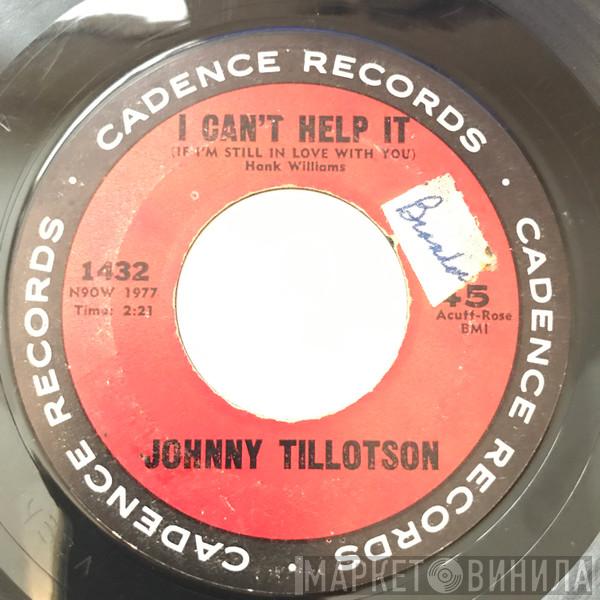 CADENCE RECORDS · CADENCE RECORDS · CADENCE RECORDS ·
I CAN'T HELP IT
(IF I'M STILL IN LOVE WITH YOU)
Hank Williams
1432
N9OW 1977
Time: 2:21
45
Acuff-Rose
BMI
JOHNNY TILLOTSON
МАРКЕТ ВИНИЛА